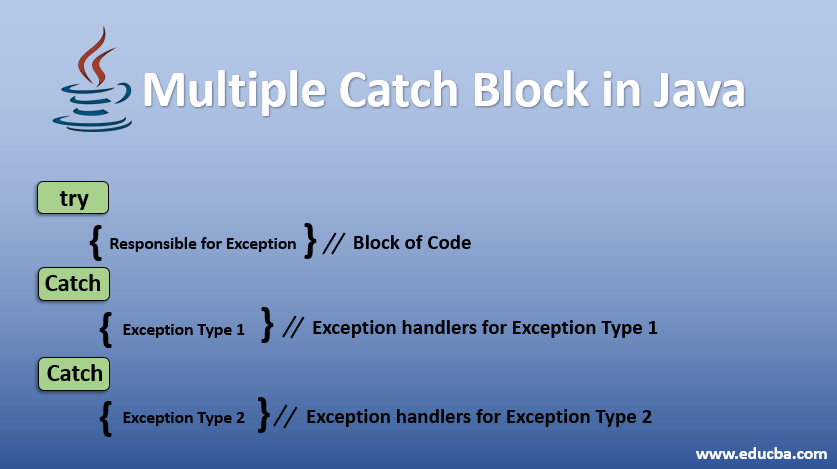 Multiple Catch Block in Java
try
{ Responsible for Exception } // Block of Code
Catch
{ Exception Type 1 } // Exception handlers for Exception Type 1
Catch
{ Exception Type 2 } // Exception handlers for Exception Type 2
www.educba.com